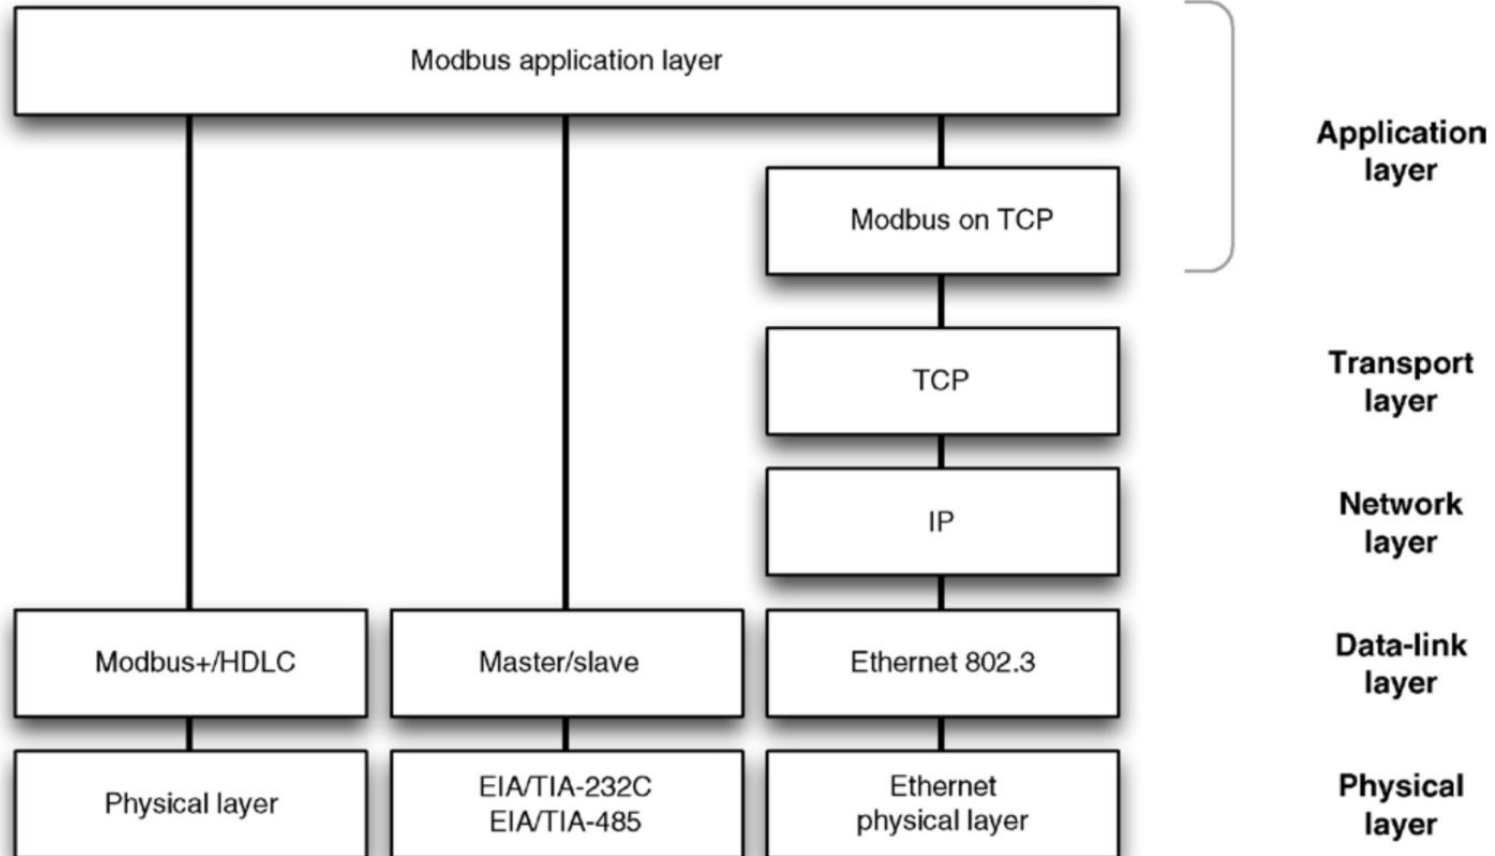 Modbus application layer
Application
layer
Modbus on TCP
TCP
Transport
layer
IP
Network
layer
Modbus+/HDLC
Master/slave
Ethernet 802.3
Data-link
layer
Physical layer
EIA/TIA-232C
EIA/TIA-485
Ethernet
physical layer
Physical
layer